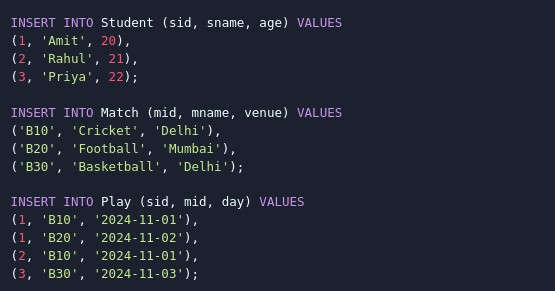 INSERT INTO Student (sid, sname, age) VALUES
(1, 'Amit', 20),
(2, 'Rahul', 21),
(3, 'Priya', 22);
INSERT INTO Match (mid, mname, venue) VALUES
('B10', 'Cricket', 'Delhi'),
('B20', 'Football', 'Mumbai'),
('B30', 'Basketball', 'Delhi');
INSERT INTO Play (sid, mid, day) VALUES
(1, 'B10', '2024-11-01'),
(1, 'B20', '2024-11-02'),
(2, 'B10', '2024-11-01'),
(3, 'B30', '2024-11-03');